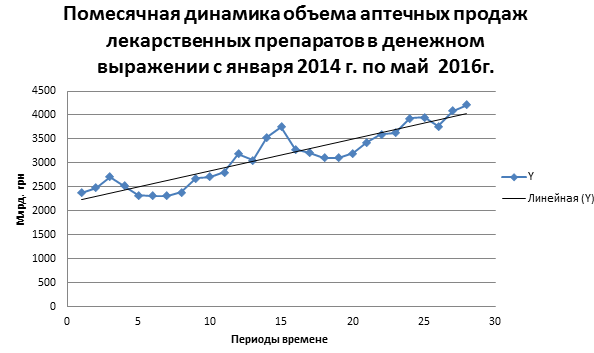 Помесячная динамика объема аптечных продаж
лекарственных препаратов в денежном
выражении с января 2014 г. по май 2016г.
Млрд. грн
4500
4000
3500
3000
2500
2000
1500
1000
500
0
0 5 10 15 20 25 30
Периоды времене
Y
Линейная (Y)